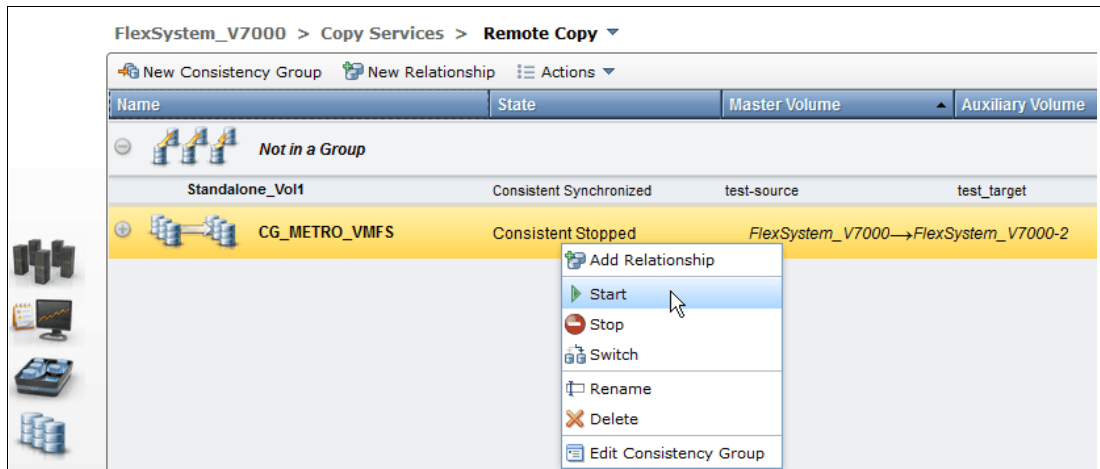 FlexSystem_V7000 > Copy Services > Remote Copy
New Consistency Group New Relationship Actions
Name State Master Volume Auxiliary Volume
Not in a Group
Standalone_Vol1 Consistent Synchronized test-source test_target
CG_METRO_VMFS Consistent Stopped FlexSystem_V7000→FlexSystem_V7000-2
Add Relationship
Start
Stop
Switch
Rename
Delete
Edit Consistency Group